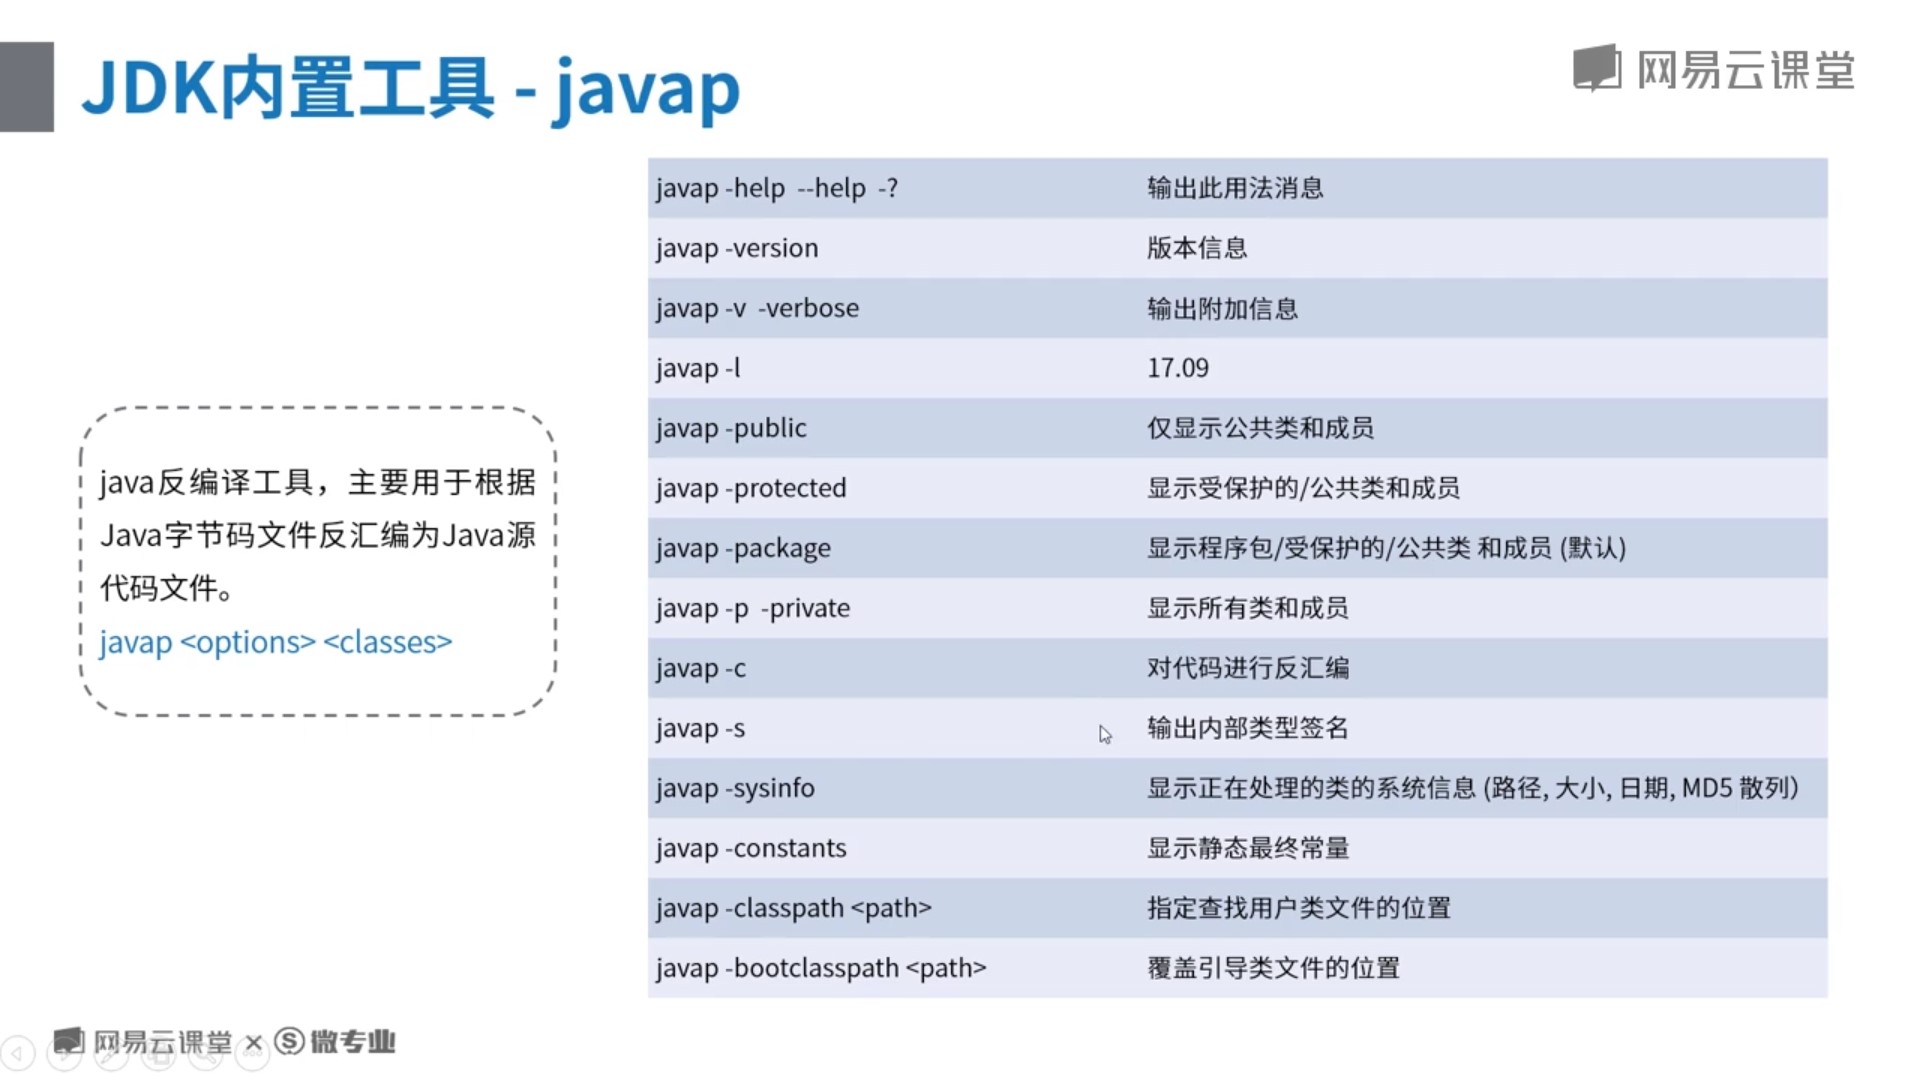 JDK内置工具 - javap
网易云课堂
javap -help  --help  -? 输出此用法消息
javap -version 版本信息
javap -v  -verbose 输出附加信息
javap -l 17.09
javap -public 仅显示公共类和成员
javap -protected 显示受保护的/公共类和成员
javap -package 显示程序包/受保护的/公共类 和成员 (默认)
javap -p  -private 显示所有类和成员
javap -c 对代码进行反汇编
javap -s 输出内部类型签名
javap -sysinfo 显示正在处理的类的系统信息 (路径, 大小, 日期, MD5 散列）
javap -constants 显示静态最终常量
javap -classpath <path> 指定查找用户类文件的位置
javap -bootclasspath <path> 覆盖引导类文件的位置
java反编译工具，主要用于根据
Java字节码文件反汇编为Java源
代码文件。
javap <options> <classes>
网易云课堂 × Ⓢ 微专业